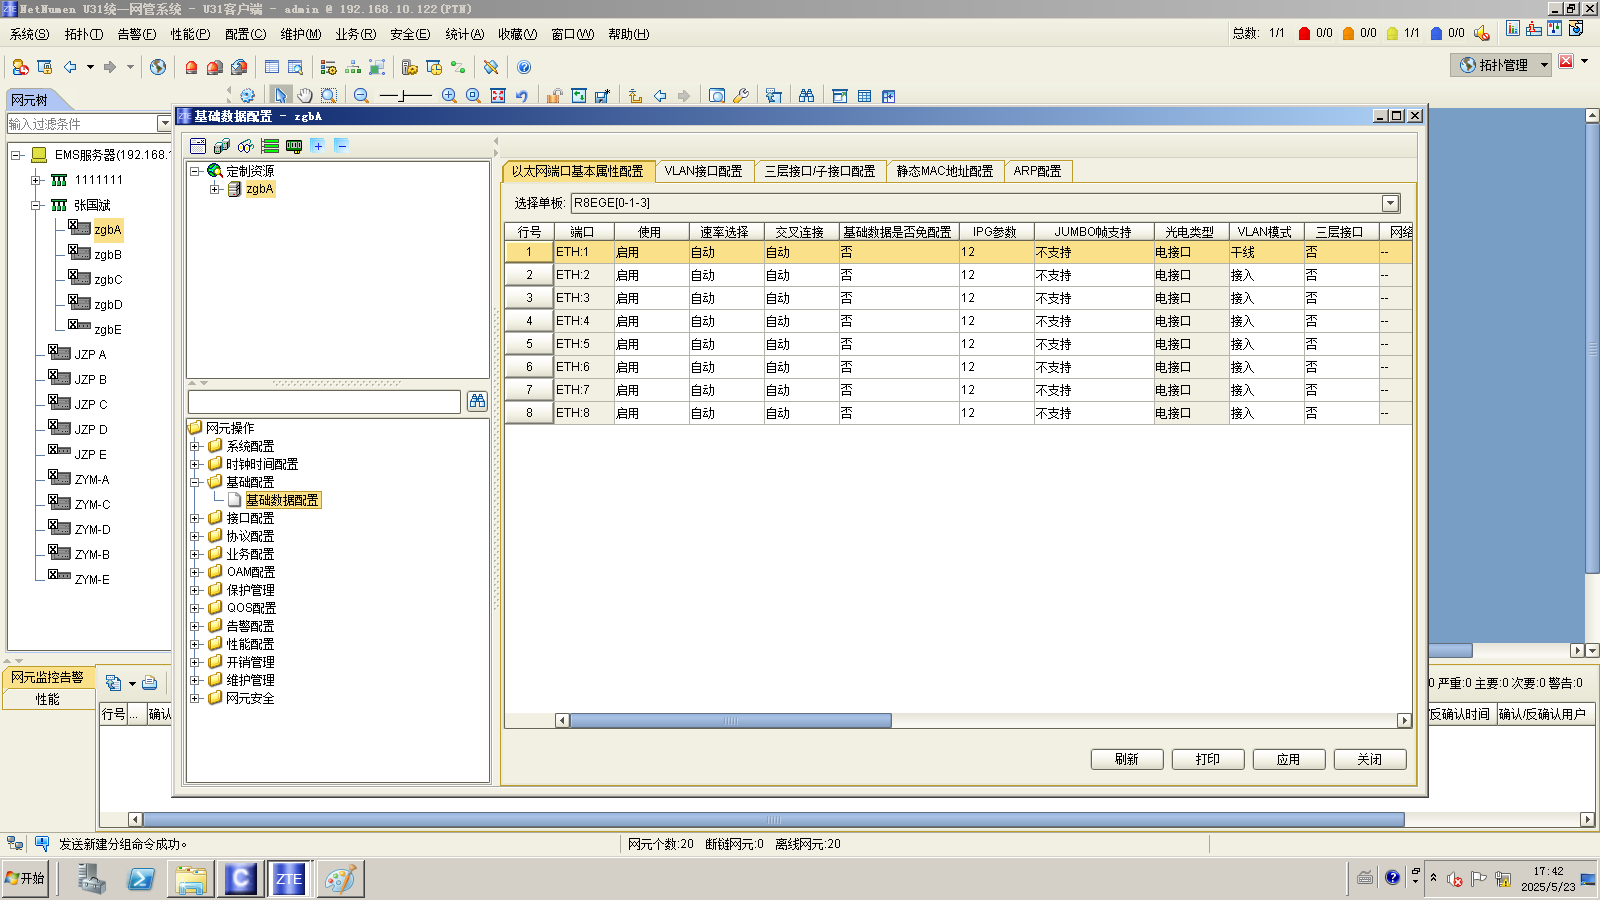 NetNumen U31统一网管系统 - U31客户端 - admin @ 192.168.10.122(PTN)
系统(S) 拓扑(T) 告警(F) 性能(P) 配置(C) 维护(M) 业务(R) 安全(E) 统计(A) 收藏(V) 窗口(W) 帮助(H)
总数: 1/1 0/0 0/0 1/1 0/0
拓扑管理
网元树
输入过滤条件
EMS服务器(192.168.1
1111111
张国斌
zgbA
zgbB
zgbC
zgbD
zgbE
JZP A
JZP B
JZP C
JZP D
JZP E
ZYM-A
ZYM-C
ZYM-D
ZYM-B
ZYM-E
基础数据配置 - zgbA
定制资源
zgbA
网元操作
系统配置
时钟时间配置
基础配置
基础数据配置
接口配置
协议配置
业务配置
OAM配置
保护管理
QOS配置
告警配置
性能配置
开销管理
维护管理
网元安全
以太网端口基本属性配置 VLAN接口配置 三层接口/子接口配置 静态MAC地址配置 ARP配置
选择单板: R8EGE[0-1-3]
行号 端口 使用 速率选择 交叉连接 基础数据是否免配置 IPG参数 JUMBO帧支持 光电类型 VLAN模式 三层接口 网络
1 ETH:1 启用 自动 自动 否 12 不支持 电接口 干线 否 --
2 ETH:2 启用 自动 自动 否 12 不支持 电接口 接入 否 --
3 ETH:3 启用 自动 自动 否 12 不支持 电接口 接入 否 --
4 ETH:4 启用 自动 自动 否 12 不支持 电接口 接入 否 --
5 ETH:5 启用 自动 自动 否 12 不支持 电接口 接入 否 --
6 ETH:6 启用 自动 自动 否 12 不支持 电接口 接入 否 --
7 ETH:7 启用 自动 自动 否 12 不支持 电接口 接入 否 --
8 ETH:8 启用 自动 自动 否 12 不支持 电接口 接入 否 --
刷新 打印 应用 关闭
网元监控告警
性能
0 严重:0 主要:0 次要:0 警告:0
行号 ... 确认 /反确认时间 确认/反确认用户
发送新建分组命令成功。 网元个数:20 断链网元:0 离线网元:20
开始 C ZTE
17:42
2025/5/23